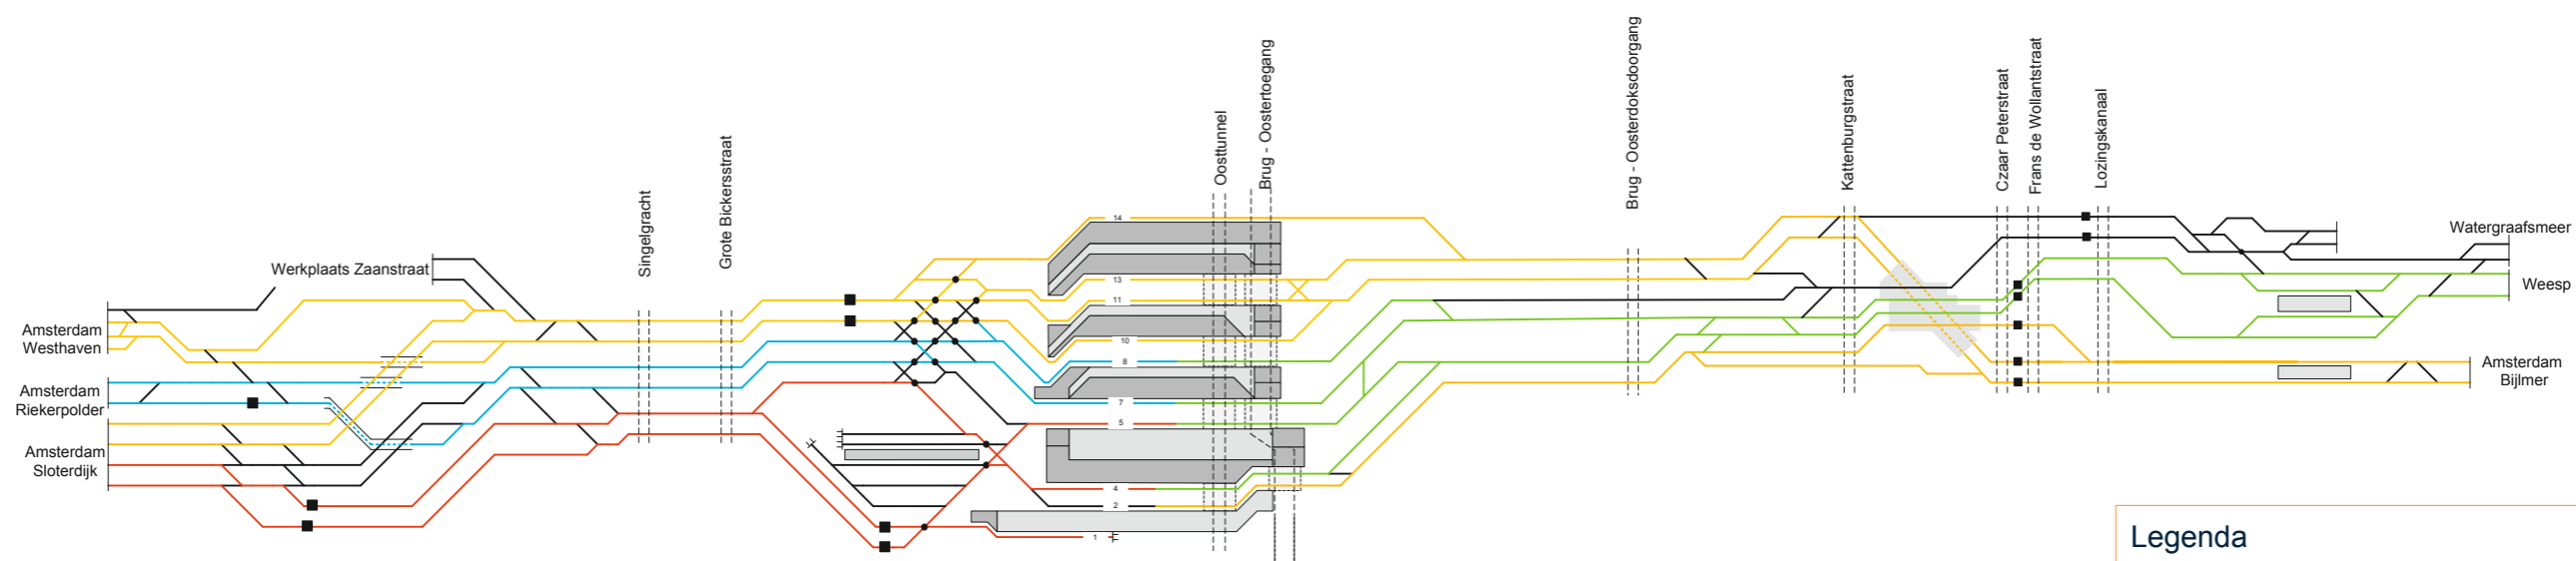 Singelgracht
Grote Bickersstraat
Oosttunnel
Brug - Oostertoegang
Brug - Oosterdoksdoorgang
Kattenburgstraat
Czaar Peterstraat
Frans de Wollantstraat
Lozingskanaal
Werkplaats Zaanstraat
Amsterdam
Westhaven
Amsterdam
Riekerpolder
Amsterdam
Sloterdijk
14
13
11
10
8
7
5
4
2
1
Watergraafsmeer
Weesp
Amsterdam
Bijlmer
Legenda